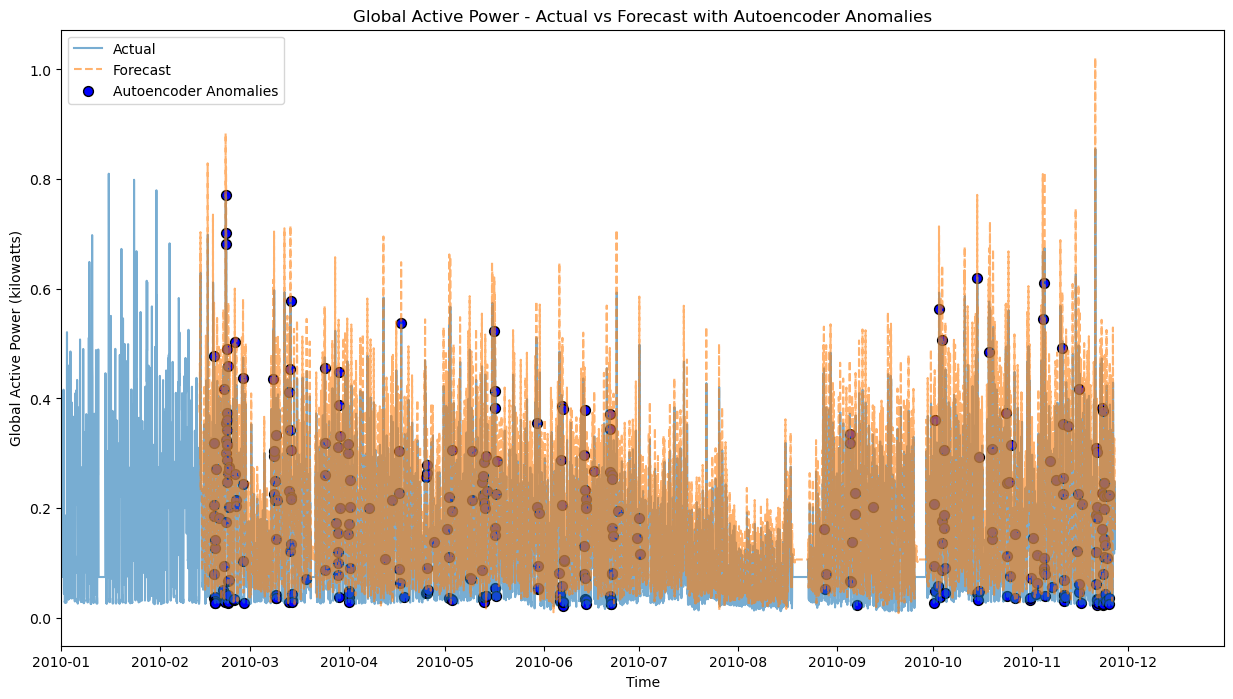 Global Active Power - Actual vs Forecast with Autoencoder Anomalies
Actual
Forecast
Autoencoder Anomalies
Global Active Power (kilowatts)
1.0
0.8
0.6
0.4
0.2
0.0
2010-01 2010-02 2010-03 2010-04 2010-05 2010-06 2010-07 2010-08 2010-09 2010-10 2010-11 2010-12
Time